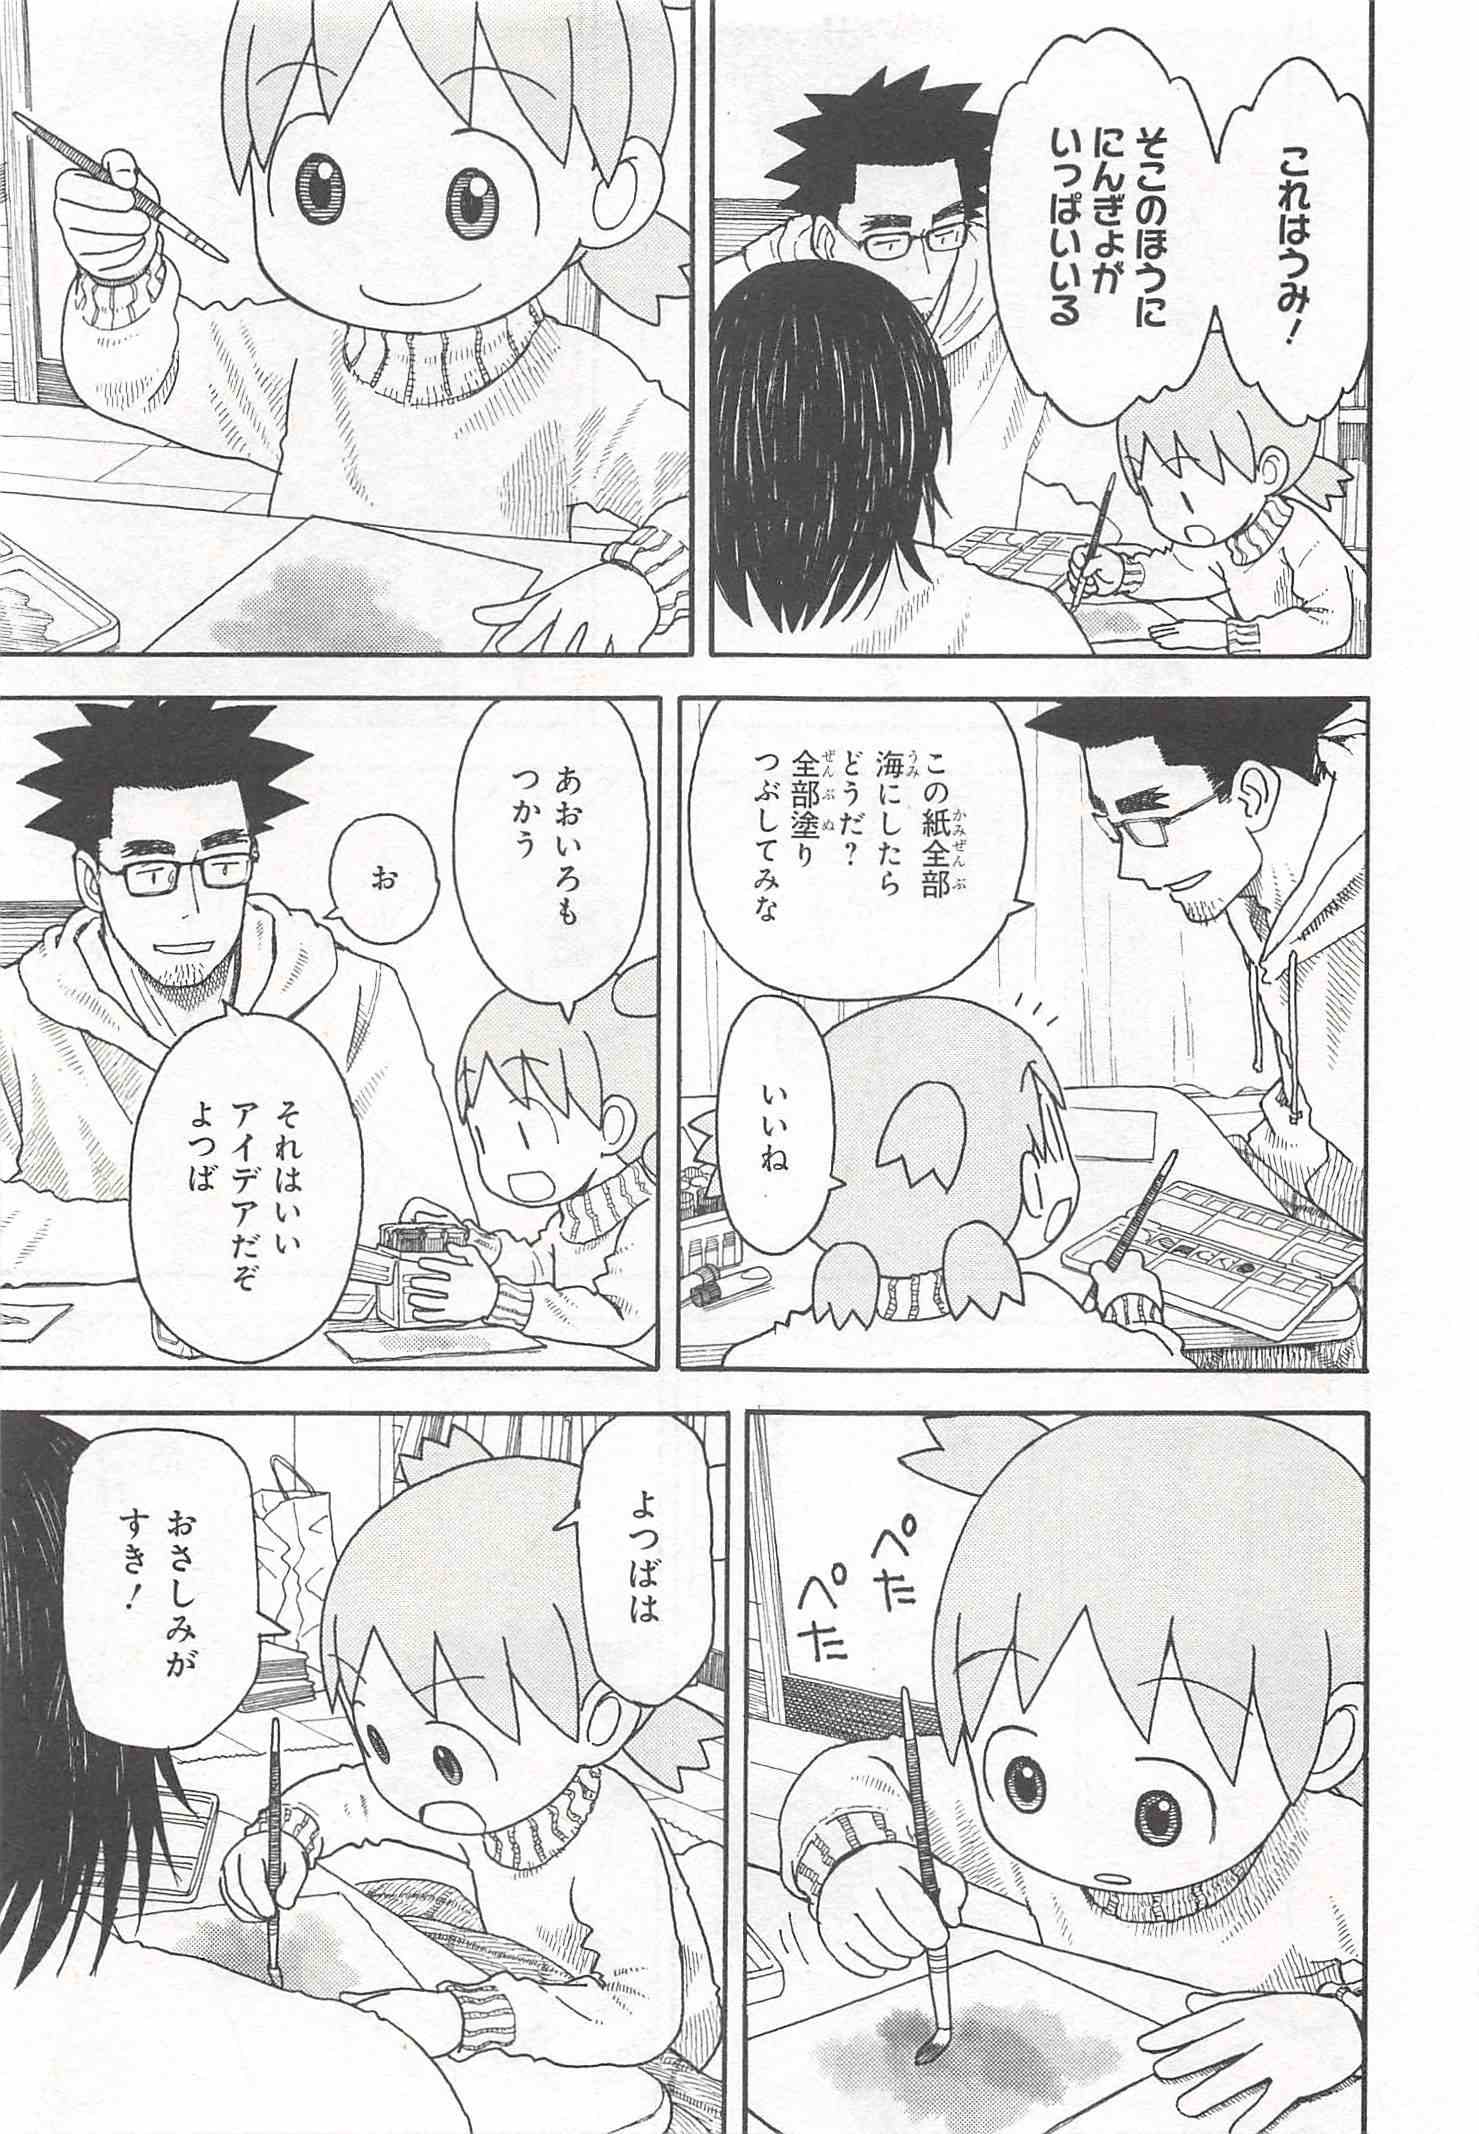 これはうみ!
そこのほうに
にんぎょが
いっぱいいる
この紙全部
海にしたら
どうだ?
全部塗り
つぶしてみな
いいね
あおいろも
つかう
お
それはいい
アイデアだぞ
よつば
ぺた
ぺた
よつばは
おさしみが
すき!